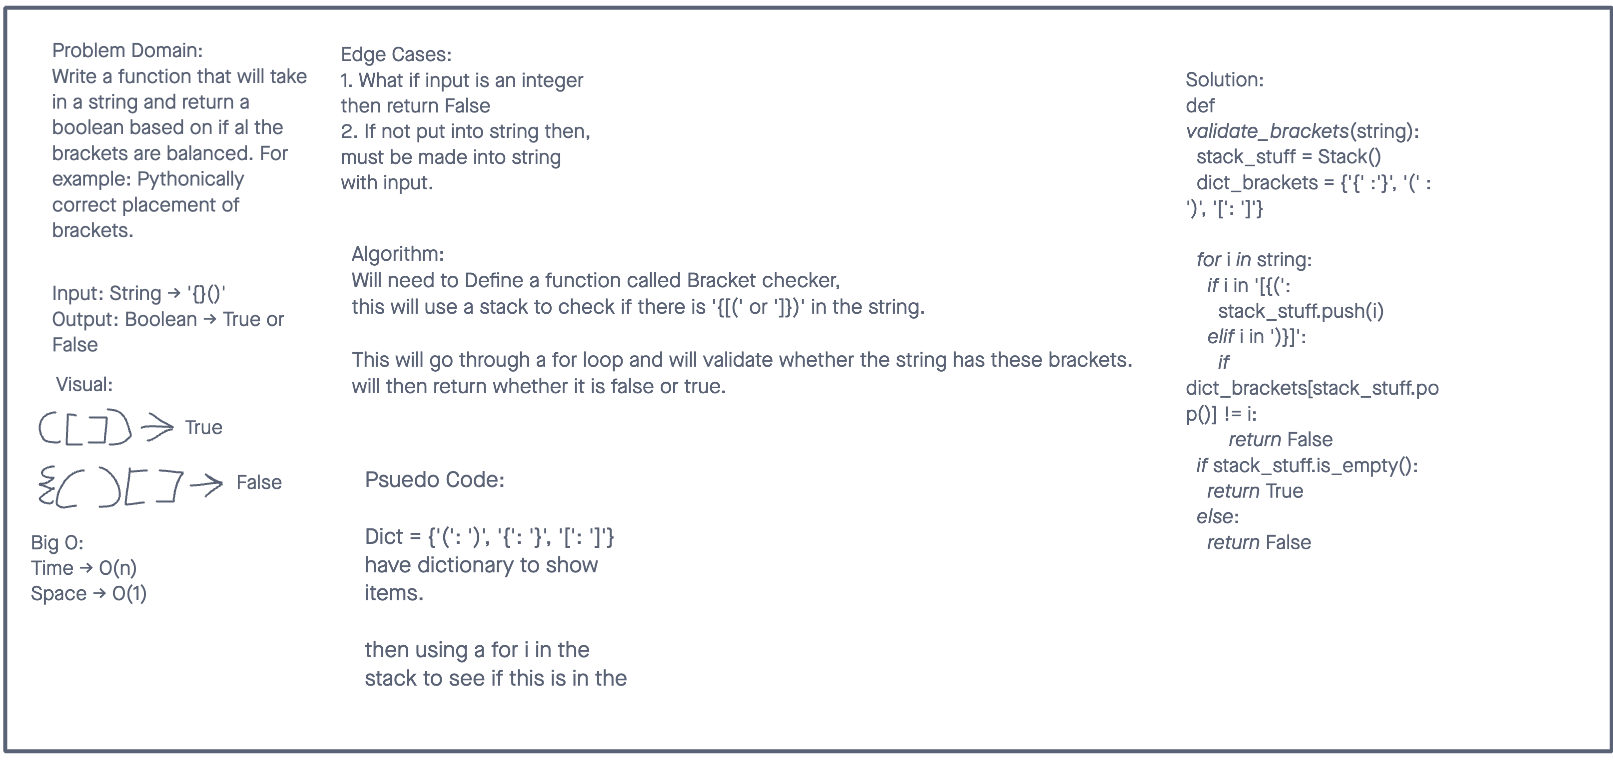 Problem Domain:
Write a function that will take
in a string and return a
boolean based on if al the
brackets are balanced. For
example: Pythonically
correct placement of
brackets.
Input: String → '{}()'
Output: Boolean → True or
False
Visual:
([]) → True
{()[] → False
Big O:
Time → O(n)
Space → O(1)
Edge Cases:
1. What if input is an integer
then return False
2. If not put into string then,
must be made into string
with input.
Algorithm:
Will need to Define a function called Bracket checker,
this will use a stack to check if there is '{[(' or ']})' in the string.
This will go through a for loop and will validate whether the string has these brackets.
will then return whether it is false or true.
Psuedo Code:
Dict = {'(': ')', '{': '}', '[': ']'}
have dictionary to show
items.
then using a for i in the
stack to see if this is in the
Solution:
def
validate_brackets(string):
stack_stuff = Stack()
dict_brackets = {'{' :'}', '(' :
')', '[': ']'}
for i in string:
if i in '[{(':
stack_stuff.push(i)
elif i in ')}]':
if
dict_brackets[stack_stuff.po
p()] != i:
return False
if stack_stuff.is_empty():
return True
else:
return False